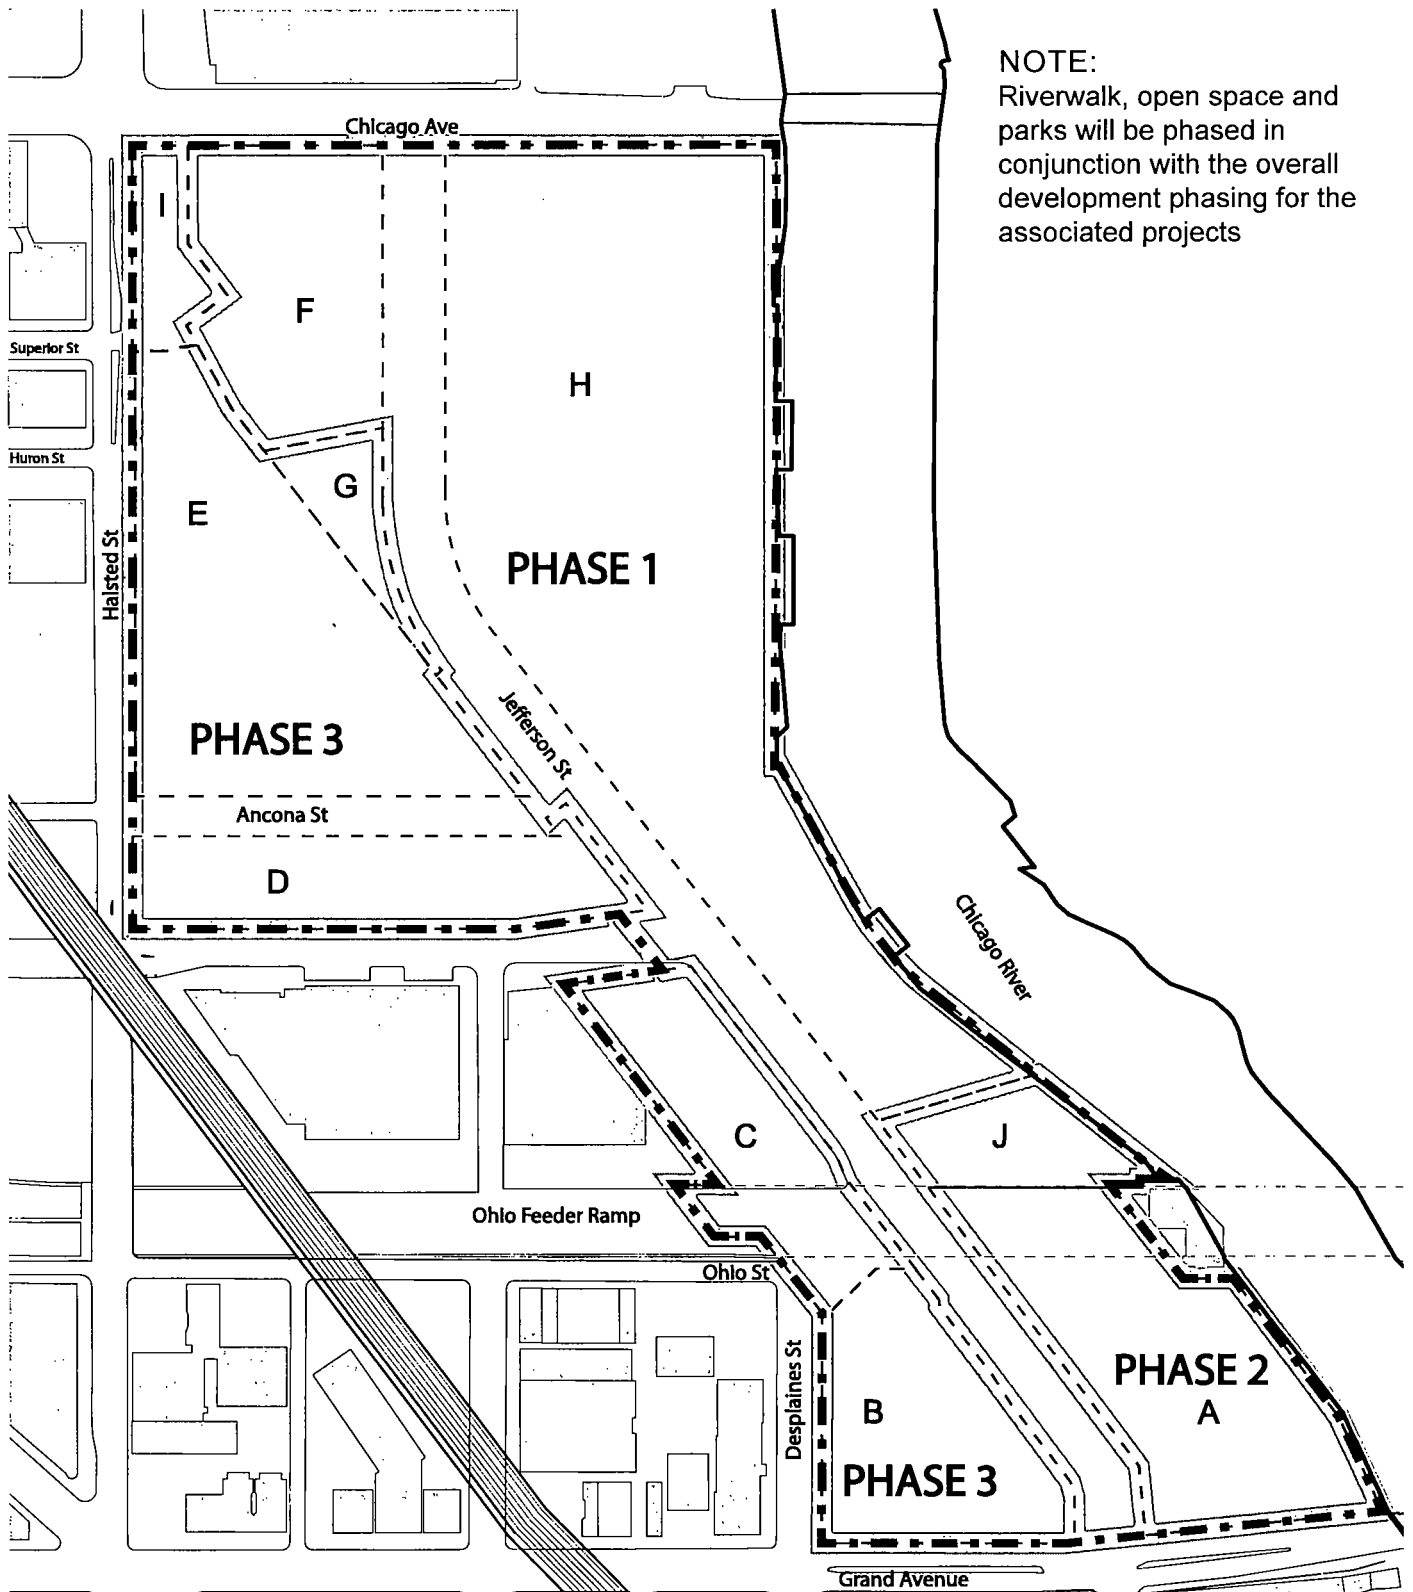 NOTE:
Riverwalk, open space and
parks will be phased in
conjunction with the overall
development phasing for the
associated projects
Chicago Ave
I
F
H
Superior St
Huron St
G
E
Halsted St
PHASE 1
Jefferson St
PHASE 3
Ancona St
D
Chicago River
C
J
Ohio Feeder Ramp
Ohio St
PHASE 2
A
Desplaines St
B
PHASE 3
Grand Avenue